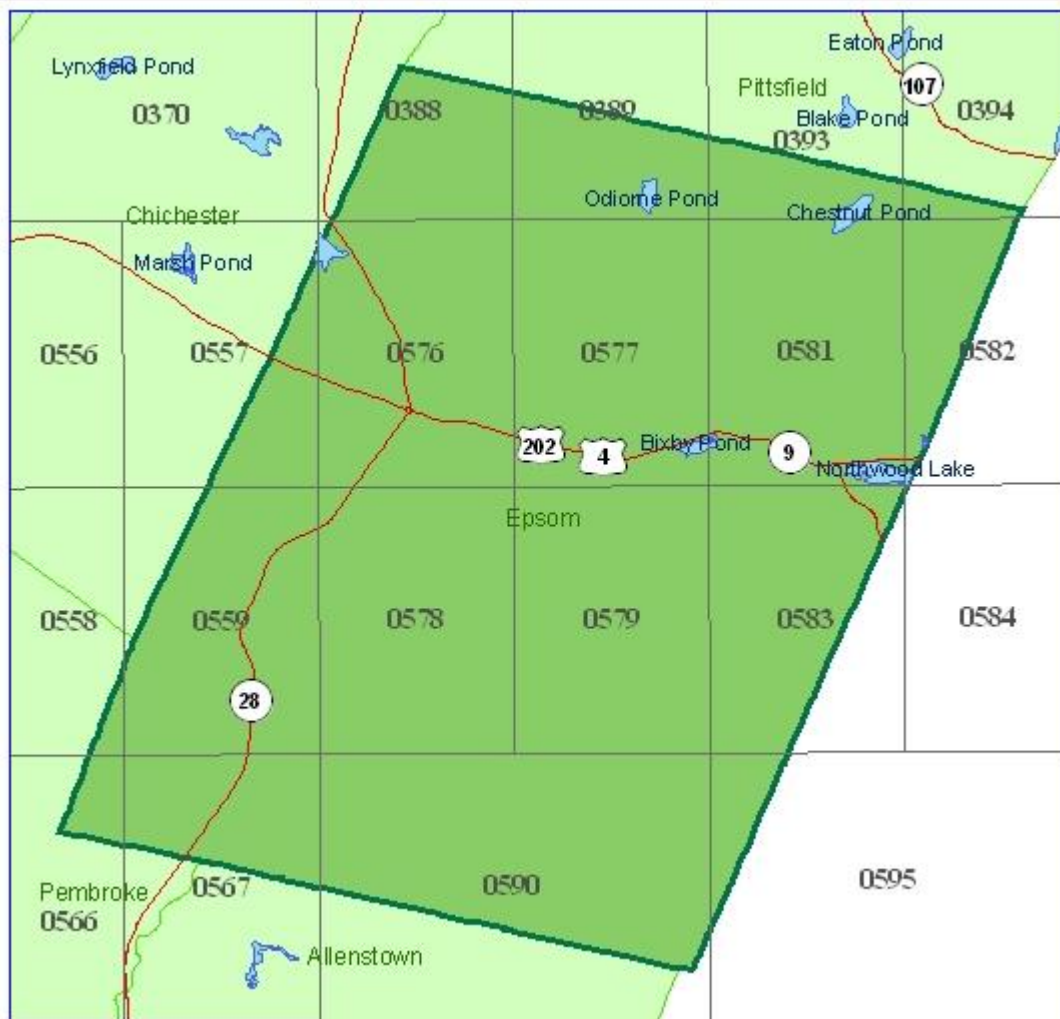 Lynxfield Pond
Eaton Pond
Pittsfield
107
0370
0388
0389
Blake Pond
0394
0393
Odiorne Pond
Chestnut Pond
Chichester
Marsh Pond
0556
0557
0576
0577
0581
0582
202
4
Bixby Pond
9
Northwood Lake
Epsom
0558
0559
0578
0579
0583
0584
28
Pembroke
0567
0590
0595
0566
Allenstown